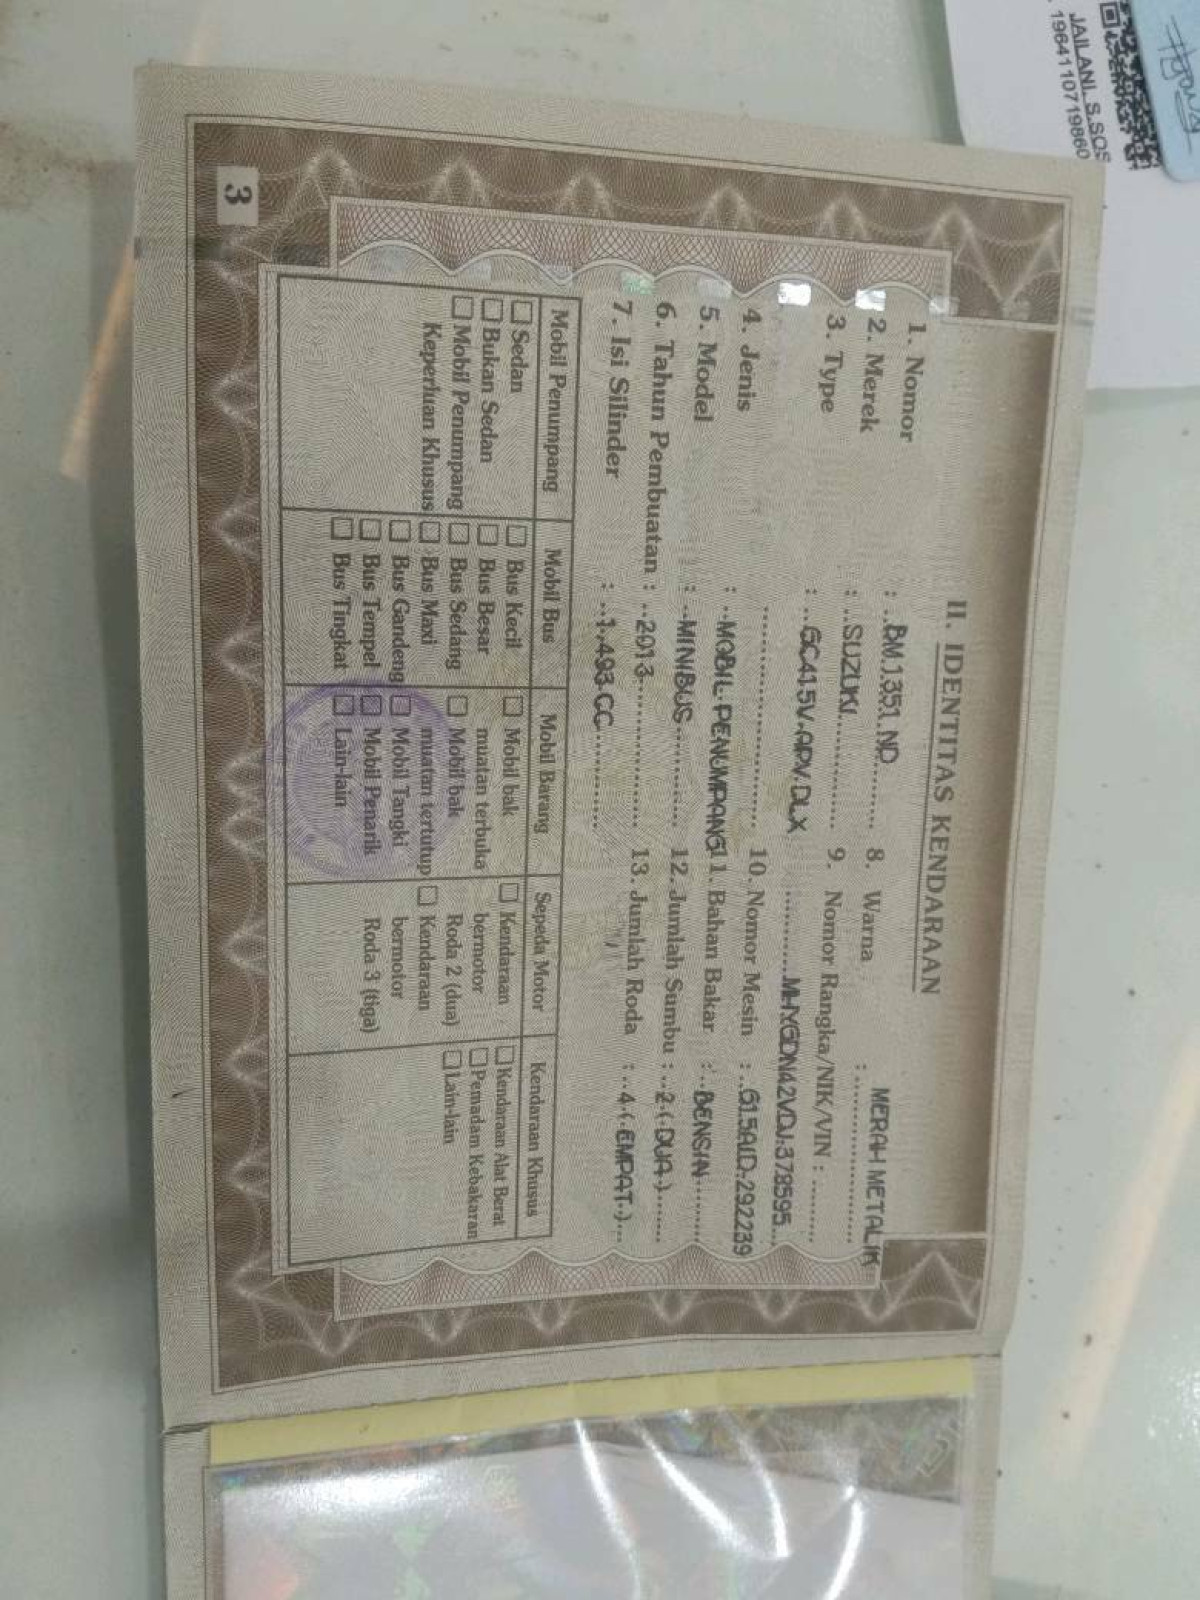 JAILANI, S.SOS
1964110719860
II. IDENTITAS KENDARAAN
1. Nomor : BM.1351.ND
2. Merek : SUZUKI
3. Type : GC415V.APV.DLX
4. Jenis : MOBIL.PENUMPANG
5. Model : MINIBUS
6. Tahun Pembuatan : 2013
7. Isi Silinder : 1.493.CC
8. Warna : MERAH METALIK
9. Nomor Rangka/NIK/VIN :
MHYGDN42VDJ.378595
10. Nomor Mesin : G15AID.292239
11. Bahan Bakar : BENSIN
12. Jumlah Sumbu : 2.(.DUA.)
13. Jumlah Roda : 4.(.EMPAT.)
Mobil Penumpang
Sedan
Bukan Sedan
Mobil Penumpang
Keperluan Khusus
Mobil Bus
Bus Kecil
Bus Besar
Bus Sedang
Bus Maxi
Bus Gandeng
Bus Tempel
Bus Tingkat
Mobil Barang
Mobil bak
muatan terbuka
Mobil bak
muatan tertutup
Mobil Tangki
Mobil Penarik
Lain-lain
Sepeda Motor
Kendaraan
bermotor
Roda 2 (dua)
Kendaraan
bermotor
Roda 3 (tiga)
Kendaraan Khusus
Kendaraan Alat Berat
Pemadam Kebakaran
Lain-lain
3